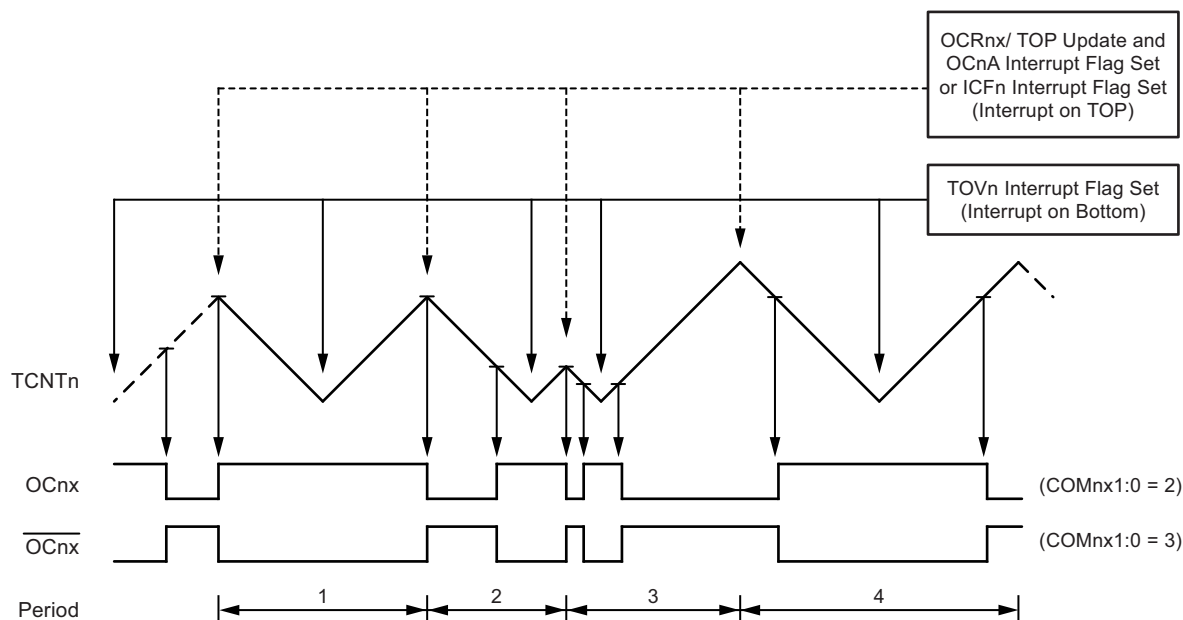 OCRnx/ TOP Update and
OCnA Interrupt Flag Set
or ICFn Interrupt Flag Set
(Interrupt on TOP)
TOVn Interrupt Flag Set
(Interrupt on Bottom)
TCNTn
OCnx
(COMnx1:0 = 2)
OCnx
(COMnx1:0 = 3)
Period
1
2
3
4